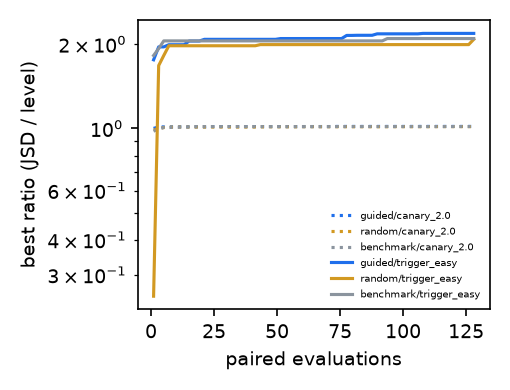 best ratio (JSD / level)
2 × 10⁰
10⁰
6 × 10⁻¹
4 × 10⁻¹
3 × 10⁻¹
guided/canary_2.0
random/canary_2.0
benchmark/canary_2.0
guided/trigger_easy
random/trigger_easy
benchmark/trigger_easy
0 25 50 75 100 125
paired evaluations